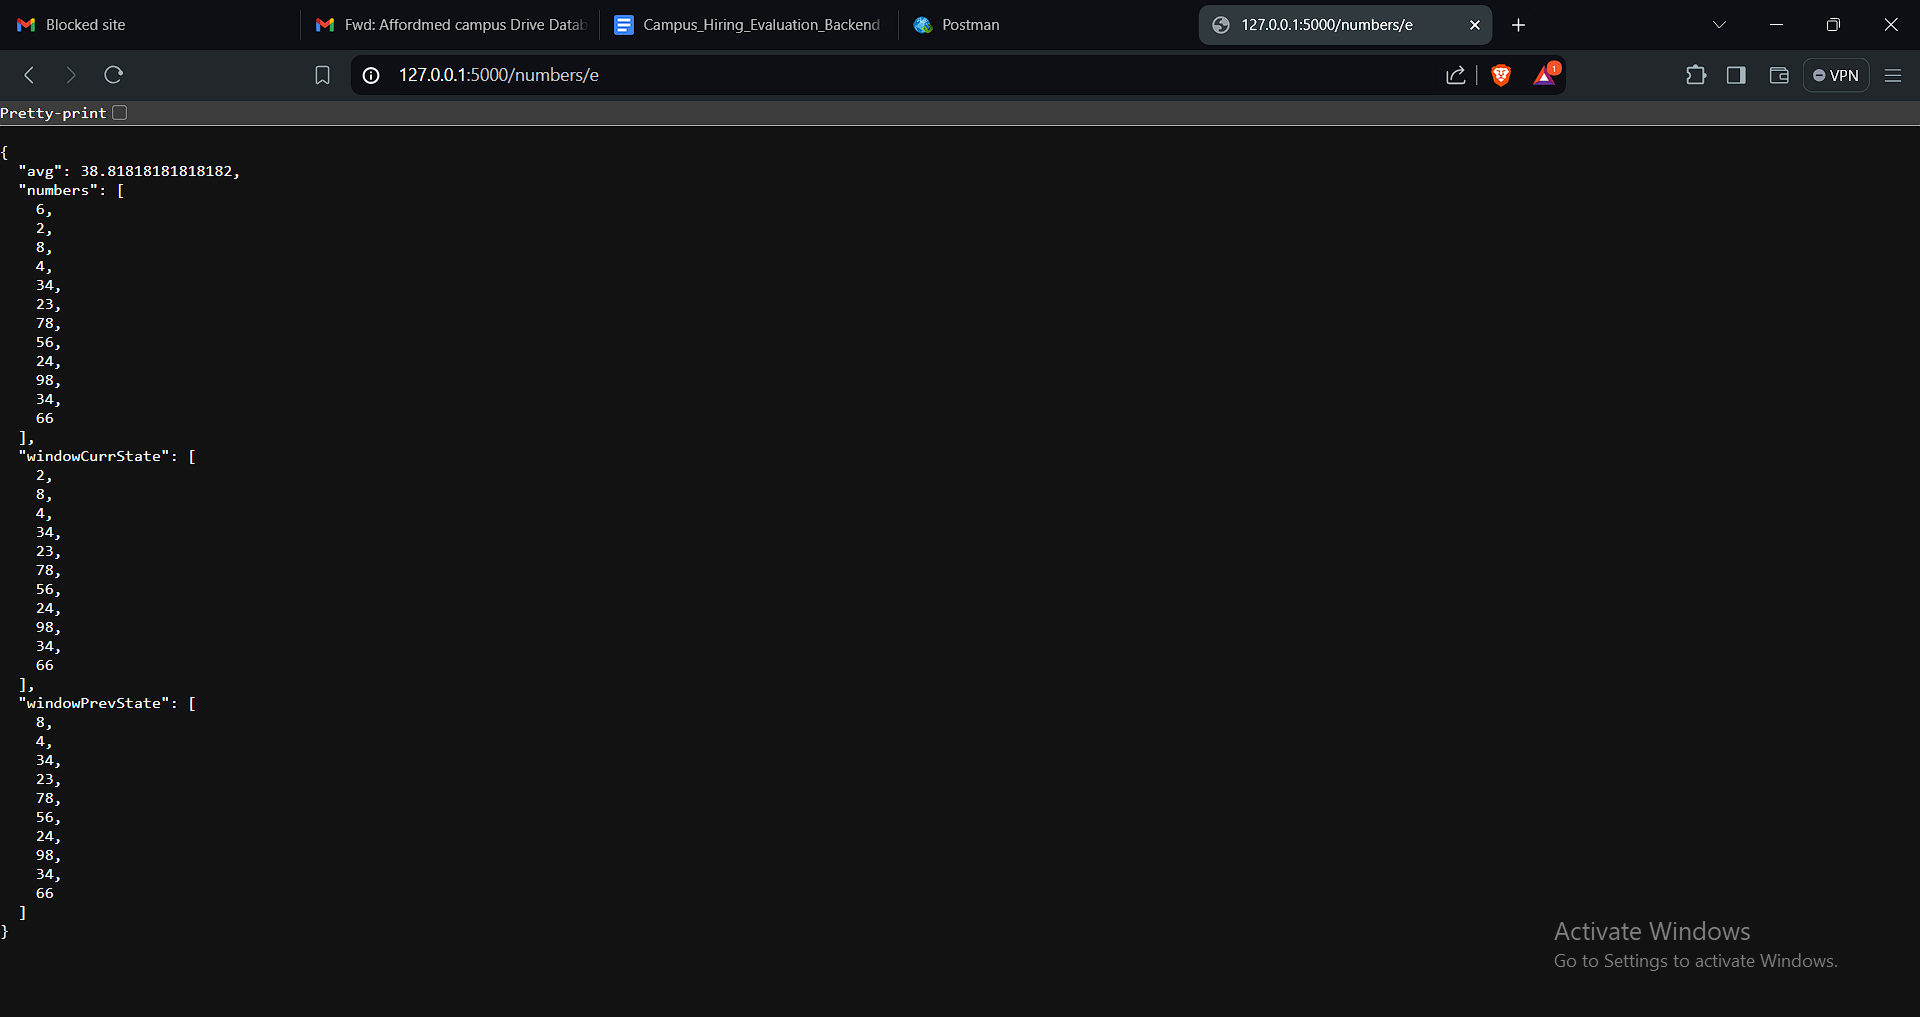 Blocked site
Fwd: Affordmed campus Drive Datab
Campus_Hiring_Evaluation_Backend
Postman
127.0.0.1:5000/numbers/e
127.0.0.1:5000/numbers/e
1
VPN
Pretty-print
{
"avg": 38.81818181818182,
"numbers": [
6,
2,
8,
4,
34,
23,
78,
56,
24,
98,
34,
66
],
"windowCurrState": [
2,
8,
4,
34,
23,
78,
56,
24,
98,
34,
66
],
"windowPrevState": [
8,
4,
34,
23,
78,
56,
24,
98,
34,
66
]
}
Activate Windows
Go to Settings to activate Windows.